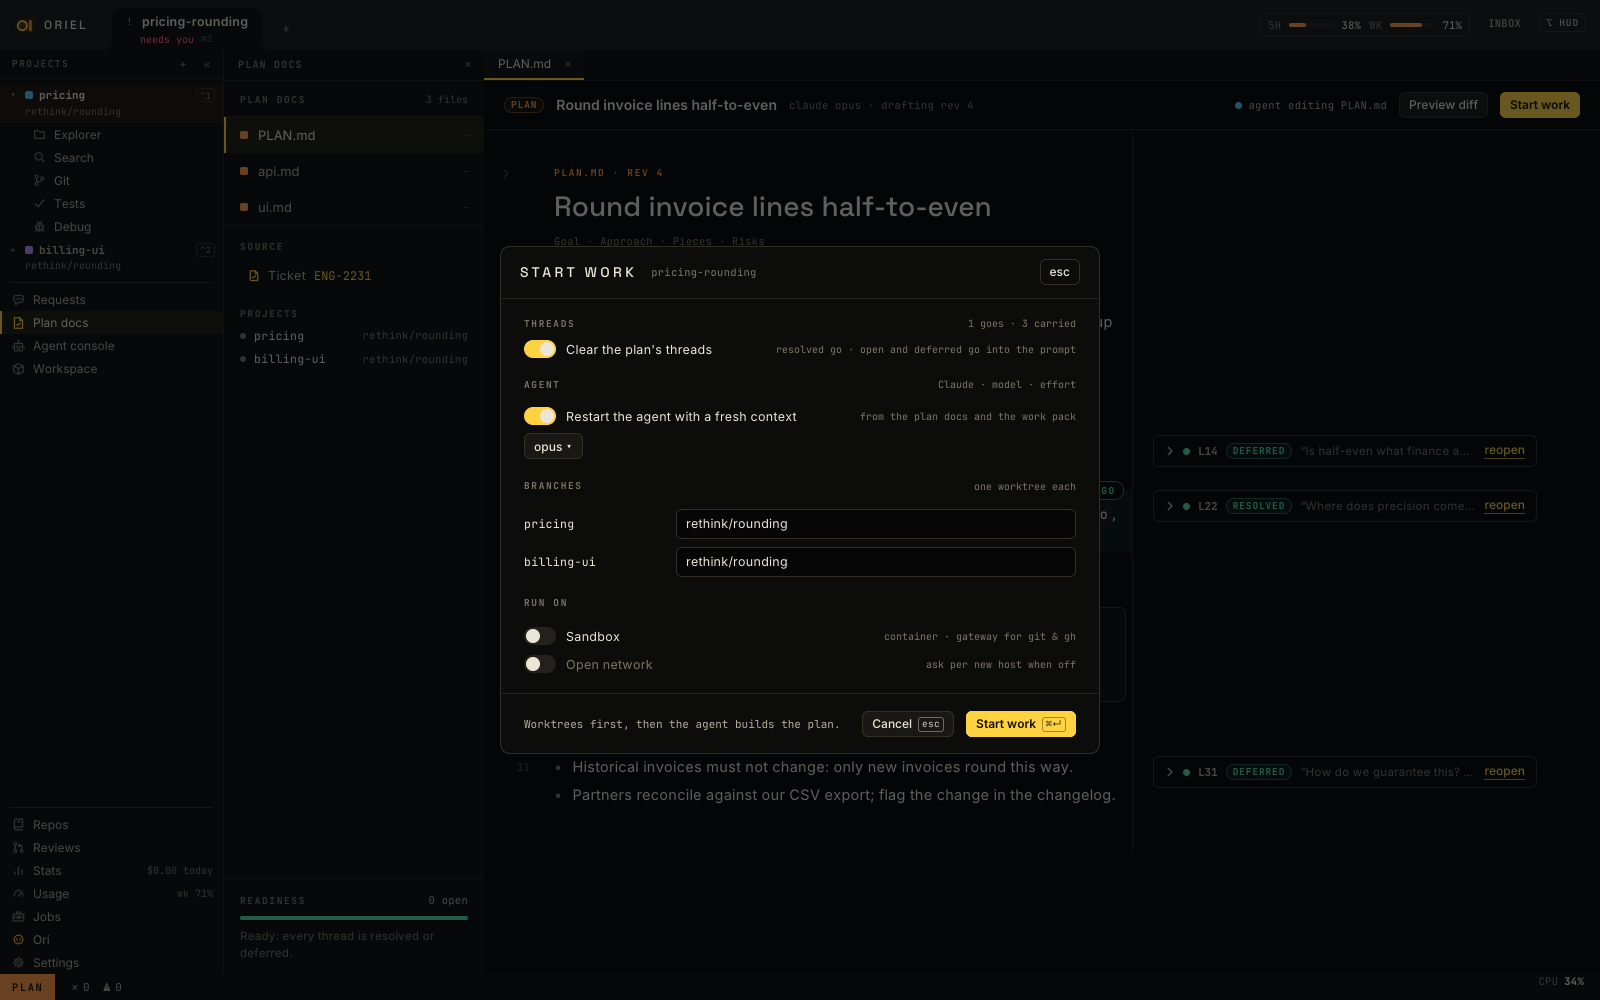 ORIEL
! pricing-rounding
needs you ⌘1
+
5H 38% WK 71%
INBOX
⌥ HUD
PROJECTS + «
pricing ^1
rethink/rounding
Explorer
Search
Git
Tests
Debug
billing-ui ^2
rethink/rounding
Requests
Plan docs
Agent console
Workspace
Repos
Reviews
Stats $0.00 today
Usage wk 71%
Jobs
Ori
Settings
PLAN DOCS ×
PLAN DOCS 3 files
PLAN.md –
api.md –
ui.md –
SOURCE
Ticket ENG-2231
PROJECTS
pricing rethink/rounding
billing-ui rethink/rounding
READINESS 0 open
Ready: every thread is resolved or
deferred.
PLAN.md ×
PLAN Round invoice lines half-to-even claude opus · drafting rev 4
agent editing PLAN.md Preview diff Start work
?
PLAN.MD · REV 4
Round invoice lines half-to-even
Goal · Approach · Pieces · Risks
START WORK pricing-rounding esc
THREADS 1 goes · 3 carried
Clear the plan's threads resolved go · open and deferred go into the prompt
AGENT Claude · model · effort
Restart the agent with a fresh context from the plan docs and the work pack
opus ▾
BRANCHES one worktree each
pricing rethink/rounding
billing-ui rethink/rounding
RUN ON
Sandbox container · gateway for git & gh
Open network ask per new host when off
Worktrees first, then the agent builds the plan. Cancel esc Start work ⌘↵
up
GO
o,
31 • Historical invoices must not change: only new invoices round this way.
• Partners reconcile against our CSV export; flag the change in the changelog.
L14 DEFERRED “Is half-even what finance a... reopen
L22 RESOLVED “Where does precision come... reopen
L31 DEFERRED “How do we guarantee this? ... reopen
PLAN × 0 0
CPU 34%